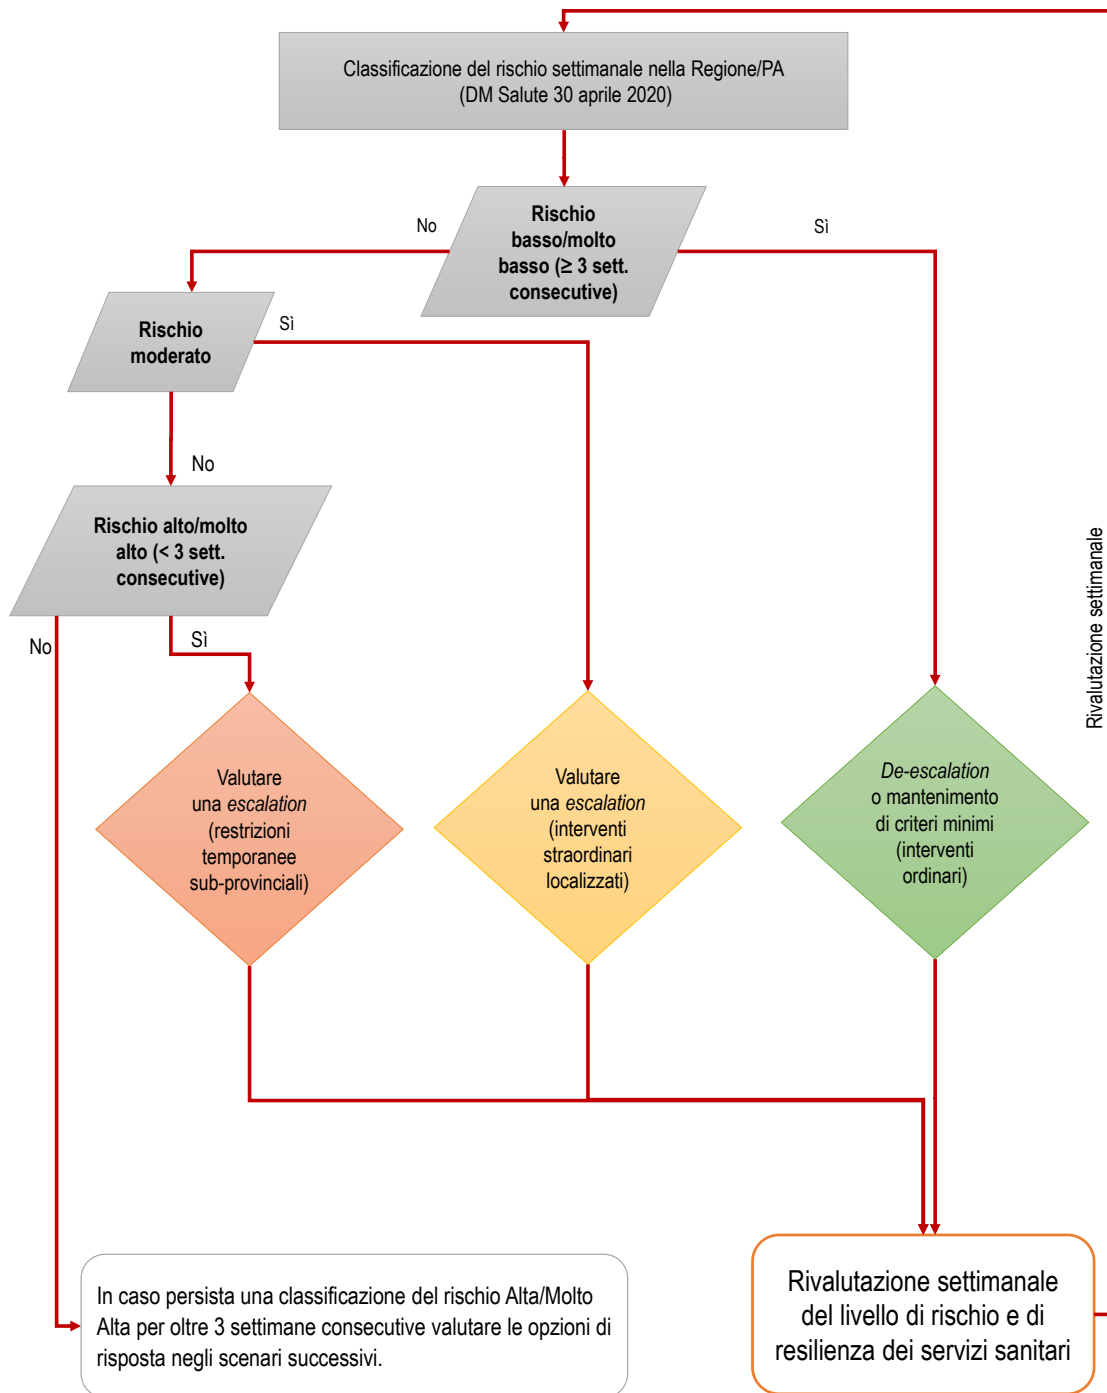 Classificazione del rischio settimanale nella Regione/PA
(DM Salute 30 aprile 2020)
Rischio
basso/molto
basso (≥ 3 sett.
consecutive)
No
Sì
Rischio
moderato
Sì
No
Rischio alto/molto
alto (< 3 sett.
consecutive)
No
Sì
Valutare
una escalation
(restrizioni
temporanee
sub-provinciali)
Valutare
una escalation
(interventi
straordinari
localizzati)
De-escalation
o mantenimento
di criteri minimi
(interventi
ordinari)
Rivalutazione settimanale
In caso persista una classificazione del rischio Alta/Molto
Alta per oltre 3 settimane consecutive valutare le opzioni di
risposta negli scenari successivi.
Rivalutazione settimanale
del livello di rischio e di
resilienza dei servizi sanitari